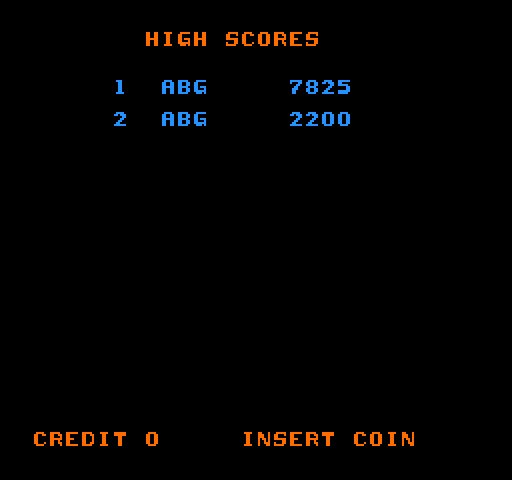 HIGH SCORES
1 ABG 7825
2 ABG 2200
CREDIT 0 INSERT COIN